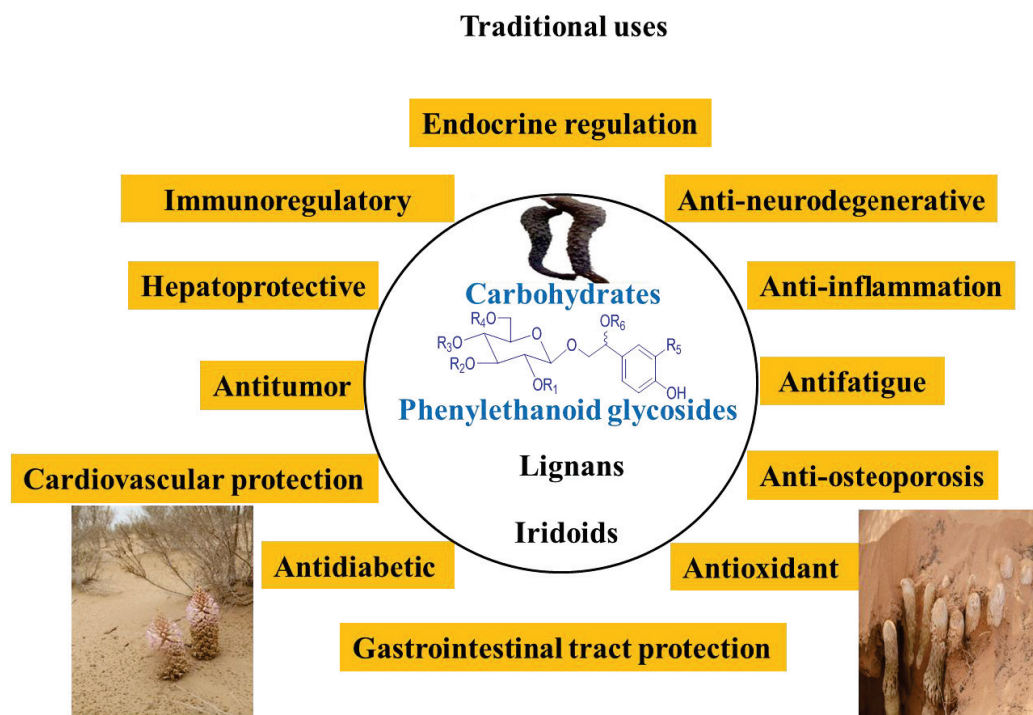 Traditional uses
Endocrine regulation
Immunoregulatory
Anti-neurodegenerative
Hepatoprotective
Carbohydrates
Anti-inflammation
R₄O
OR₆
R₃O
O
O
R₅
R₂O
OR₁
OH
Antitumor
Phenylethanoid glycosides
Antifatigue
Cardiovascular protection
Lignans
Anti-osteoporosis
Iridoids
Antidiabetic
Antioxidant
Gastrointestinal tract protection